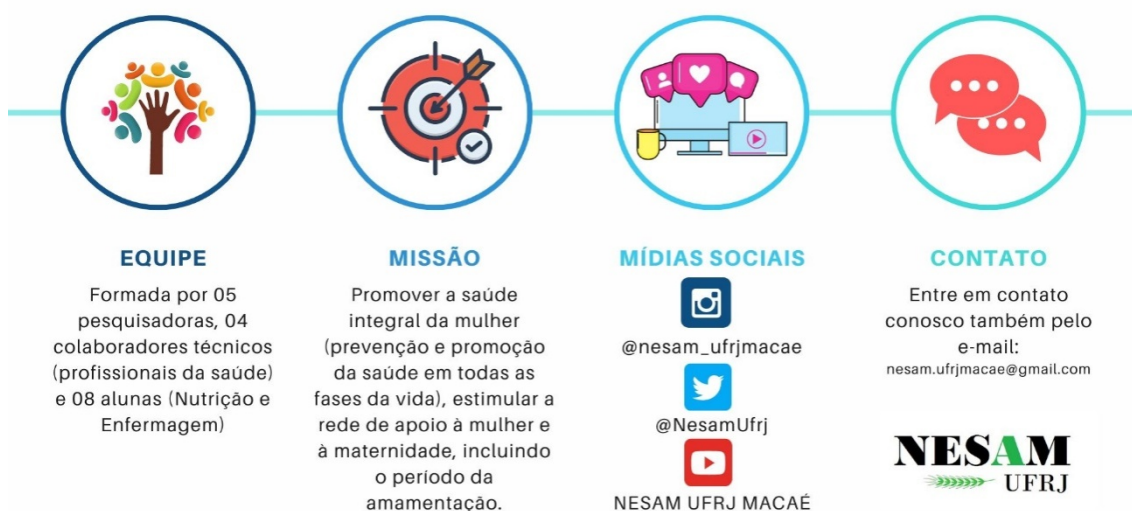 EQUIPE
Formada por 05
pesquisadoras, 04
colaboradores técnicos
(profissionais da saúde)
e 08 alunas (Nutrição e
Enfermagem)
MISSÃO
Promover a saúde
integral da mulher
(prevenção e promoção
da saúde em todas as
fases da vida), estimular a
rede de apoio à mulher e
à maternidade, incluindo
o período da
amamentação.
MÍDIAS SOCIAIS
@nesam_ufrjmacae
@NesamUfrj
NESAM UFRJ MACAÉ
CONTATO
Entre em contato
conosco também pelo
e-mail:
nesam.ufrjmacae@gmail.com
NESAM
UFRJ